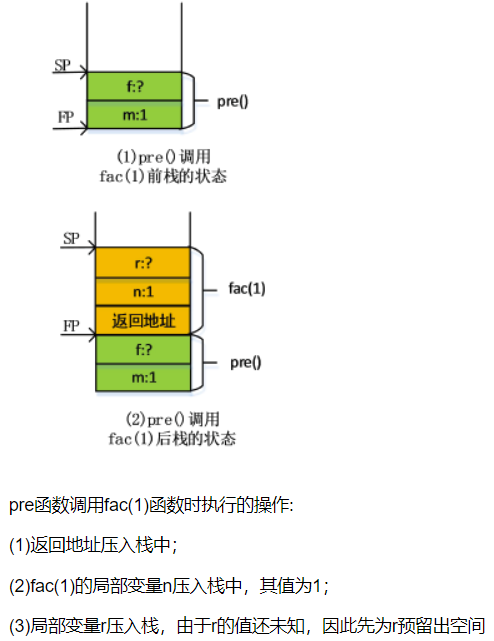 SP
f:?
pre()
FP
m:1
(1)pre()调用
fac(1)前栈的状态
SP
r:?
n:1
fac(1)
返回地址
FP
f:?
pre()
m:1
(2)pre()调用
fac(1)后栈的状态
pre函数调用fac(1)函数时执行的操作:
(1)返回地址压入栈中；
(2)fac(1)的局部变量n压入栈中，其值为1；
(3)局部变量r压入栈，由于r的值还未知，因此先为r预留出空间